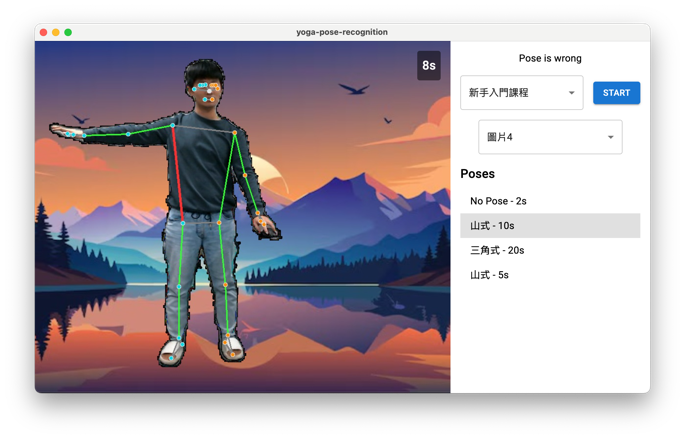 yoga-pose-recognition
8s
Pose is wrong
新手入門課程
START
圖片4
Poses
No Pose - 2s
山式 - 10s
三角式 - 20s
山式 - 5s